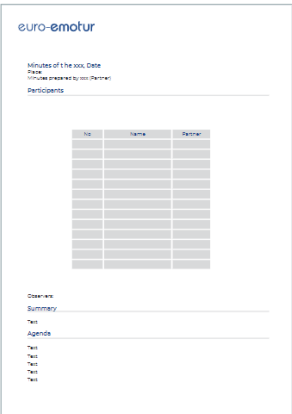 euro-emotur
Minutes of the xxx, Date
Place:
Minutes prepared by xxx (Partner)
Participants
No Name Partner
Observers:
Summary
Text
Agenda
Text
Text
Text
Text
Text